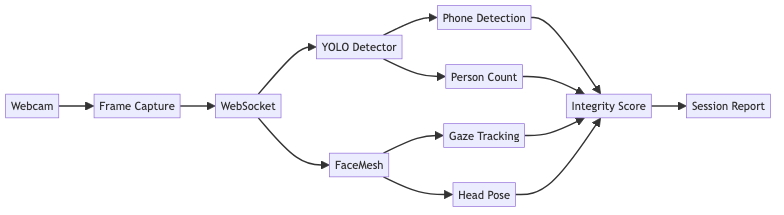 Webcam
Frame Capture
WebSocket
YOLO Detector
FaceMesh
Phone Detection
Person Count
Gaze Tracking
Head Pose
Integrity Score
Session Report